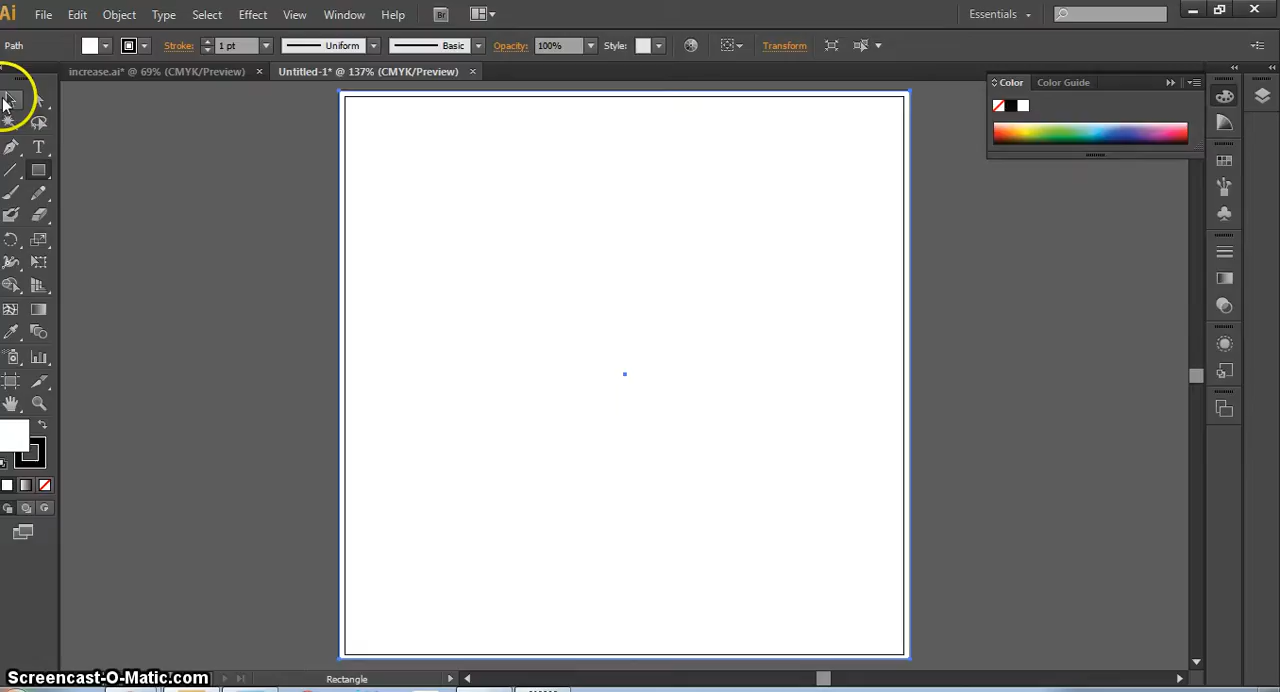 Ai File Edit Object Type Select Effect View Window Help Br Essentials
Path Stroke: 1 pt Uniform Basic Opacity: 100% Style: Transform
increase.ai* @ 69% (CMYK/Preview) × Untitled-1* @ 137% (CMYK/Preview) ×
Color Color Guide
T
Rectangle
Screencast-O-Matic.com